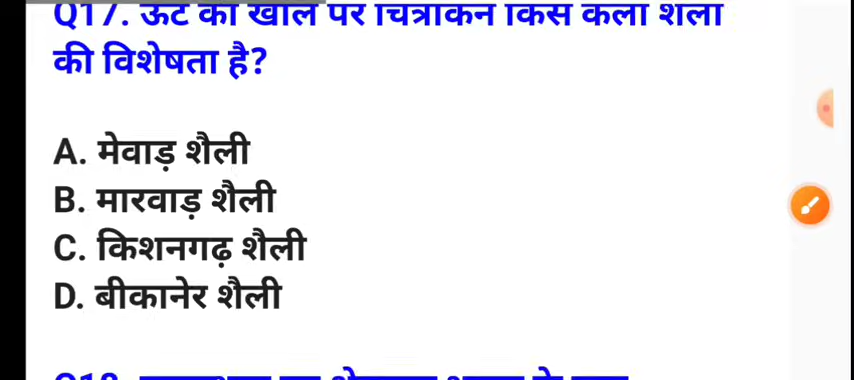 Q17. ऊंट की खाल पर चित्रांकन किस कला शैली
की विशेषता है?
A. मेवाड़ शैली
B. मारवाड़ शैली
C. किशनगढ़ शैली
D. बीकानेर शैली